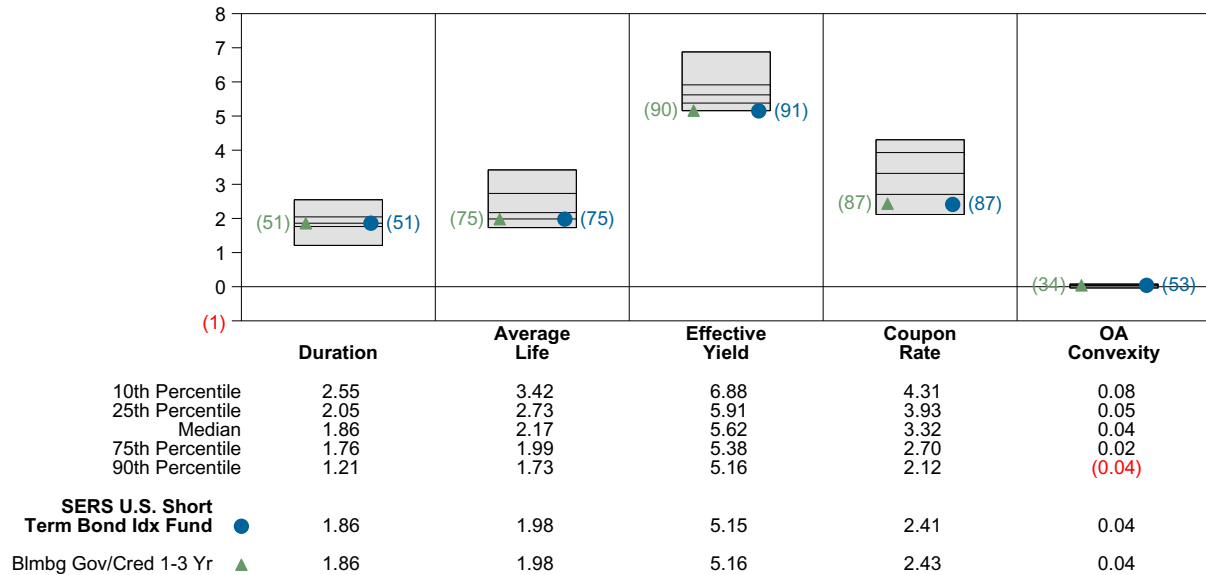 8
7
6
5
4
3
2
1
0
(1)
(51) (51)
(75) (75)
(90) (91)
(87) (87)
(34) (53)
Duration Average Life Effective Yield Coupon Rate OA Convexity
10th Percentile 2.55 3.42 6.88 4.31 0.08
25th Percentile 2.05 2.73 5.91 3.93 0.05
Median 1.86 2.17 5.62 3.32 0.04
75th Percentile 1.76 1.99 5.38 2.70 0.02
90th Percentile 1.21 1.73 5.16 2.12 (0.04)
SERS U.S. Short
Term Bond Idx Fund 1.86 1.98 5.15 2.41 0.04
Blmbg Gov/Cred 1-3 Yr 1.86 1.98 5.16 2.43 0.04